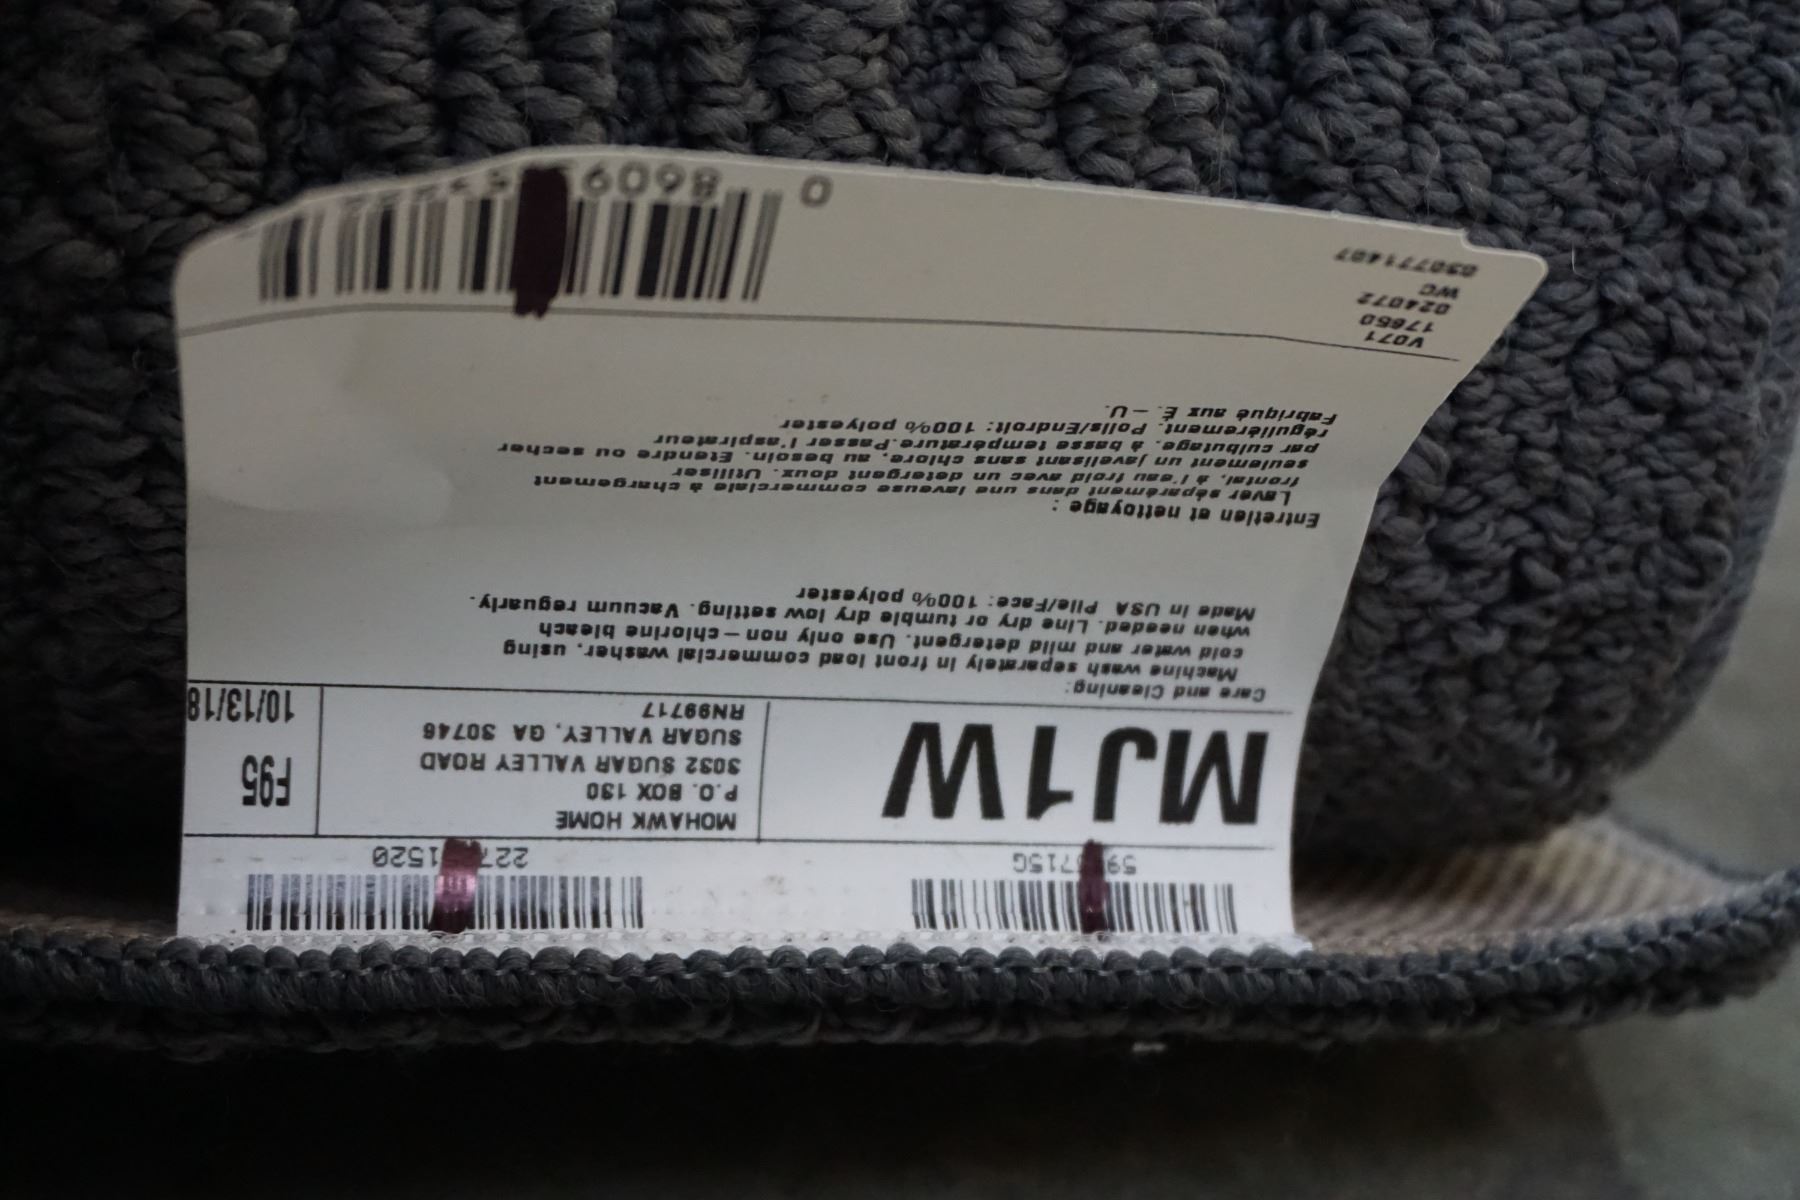 MJ1W
MOHAWK HOME
P.O. BOX 130
3032 SUGAR VALLEY ROAD
SUGAR VALLEY, GA 30746
RN99717
F95
10/13/18
Care and Cleaning:
Machine wash separately in front load commercial washer, using
cold water and mild detergent. Use only non-chlorine bleach
when needed. Line dry or tumble dry low setting. Vacuum reguarly.
Made in USA Pile/Face: 100% polyester
Entretien et nettoyage :
Laver séparément dans une laveuse commerciale à chargement
frontal, à l'eau froid avec un detergent doux. Utiliser
seulement un javelisant sans chlore, au besoin. Etendre ou secher
par culbutage, à basse température. Passer l'aspirateur
régulièrement. Poils/Endroit: 100% polyester
Fabriqué aux É.-U.
V071
17650
024072
WC
030771407
0 8609